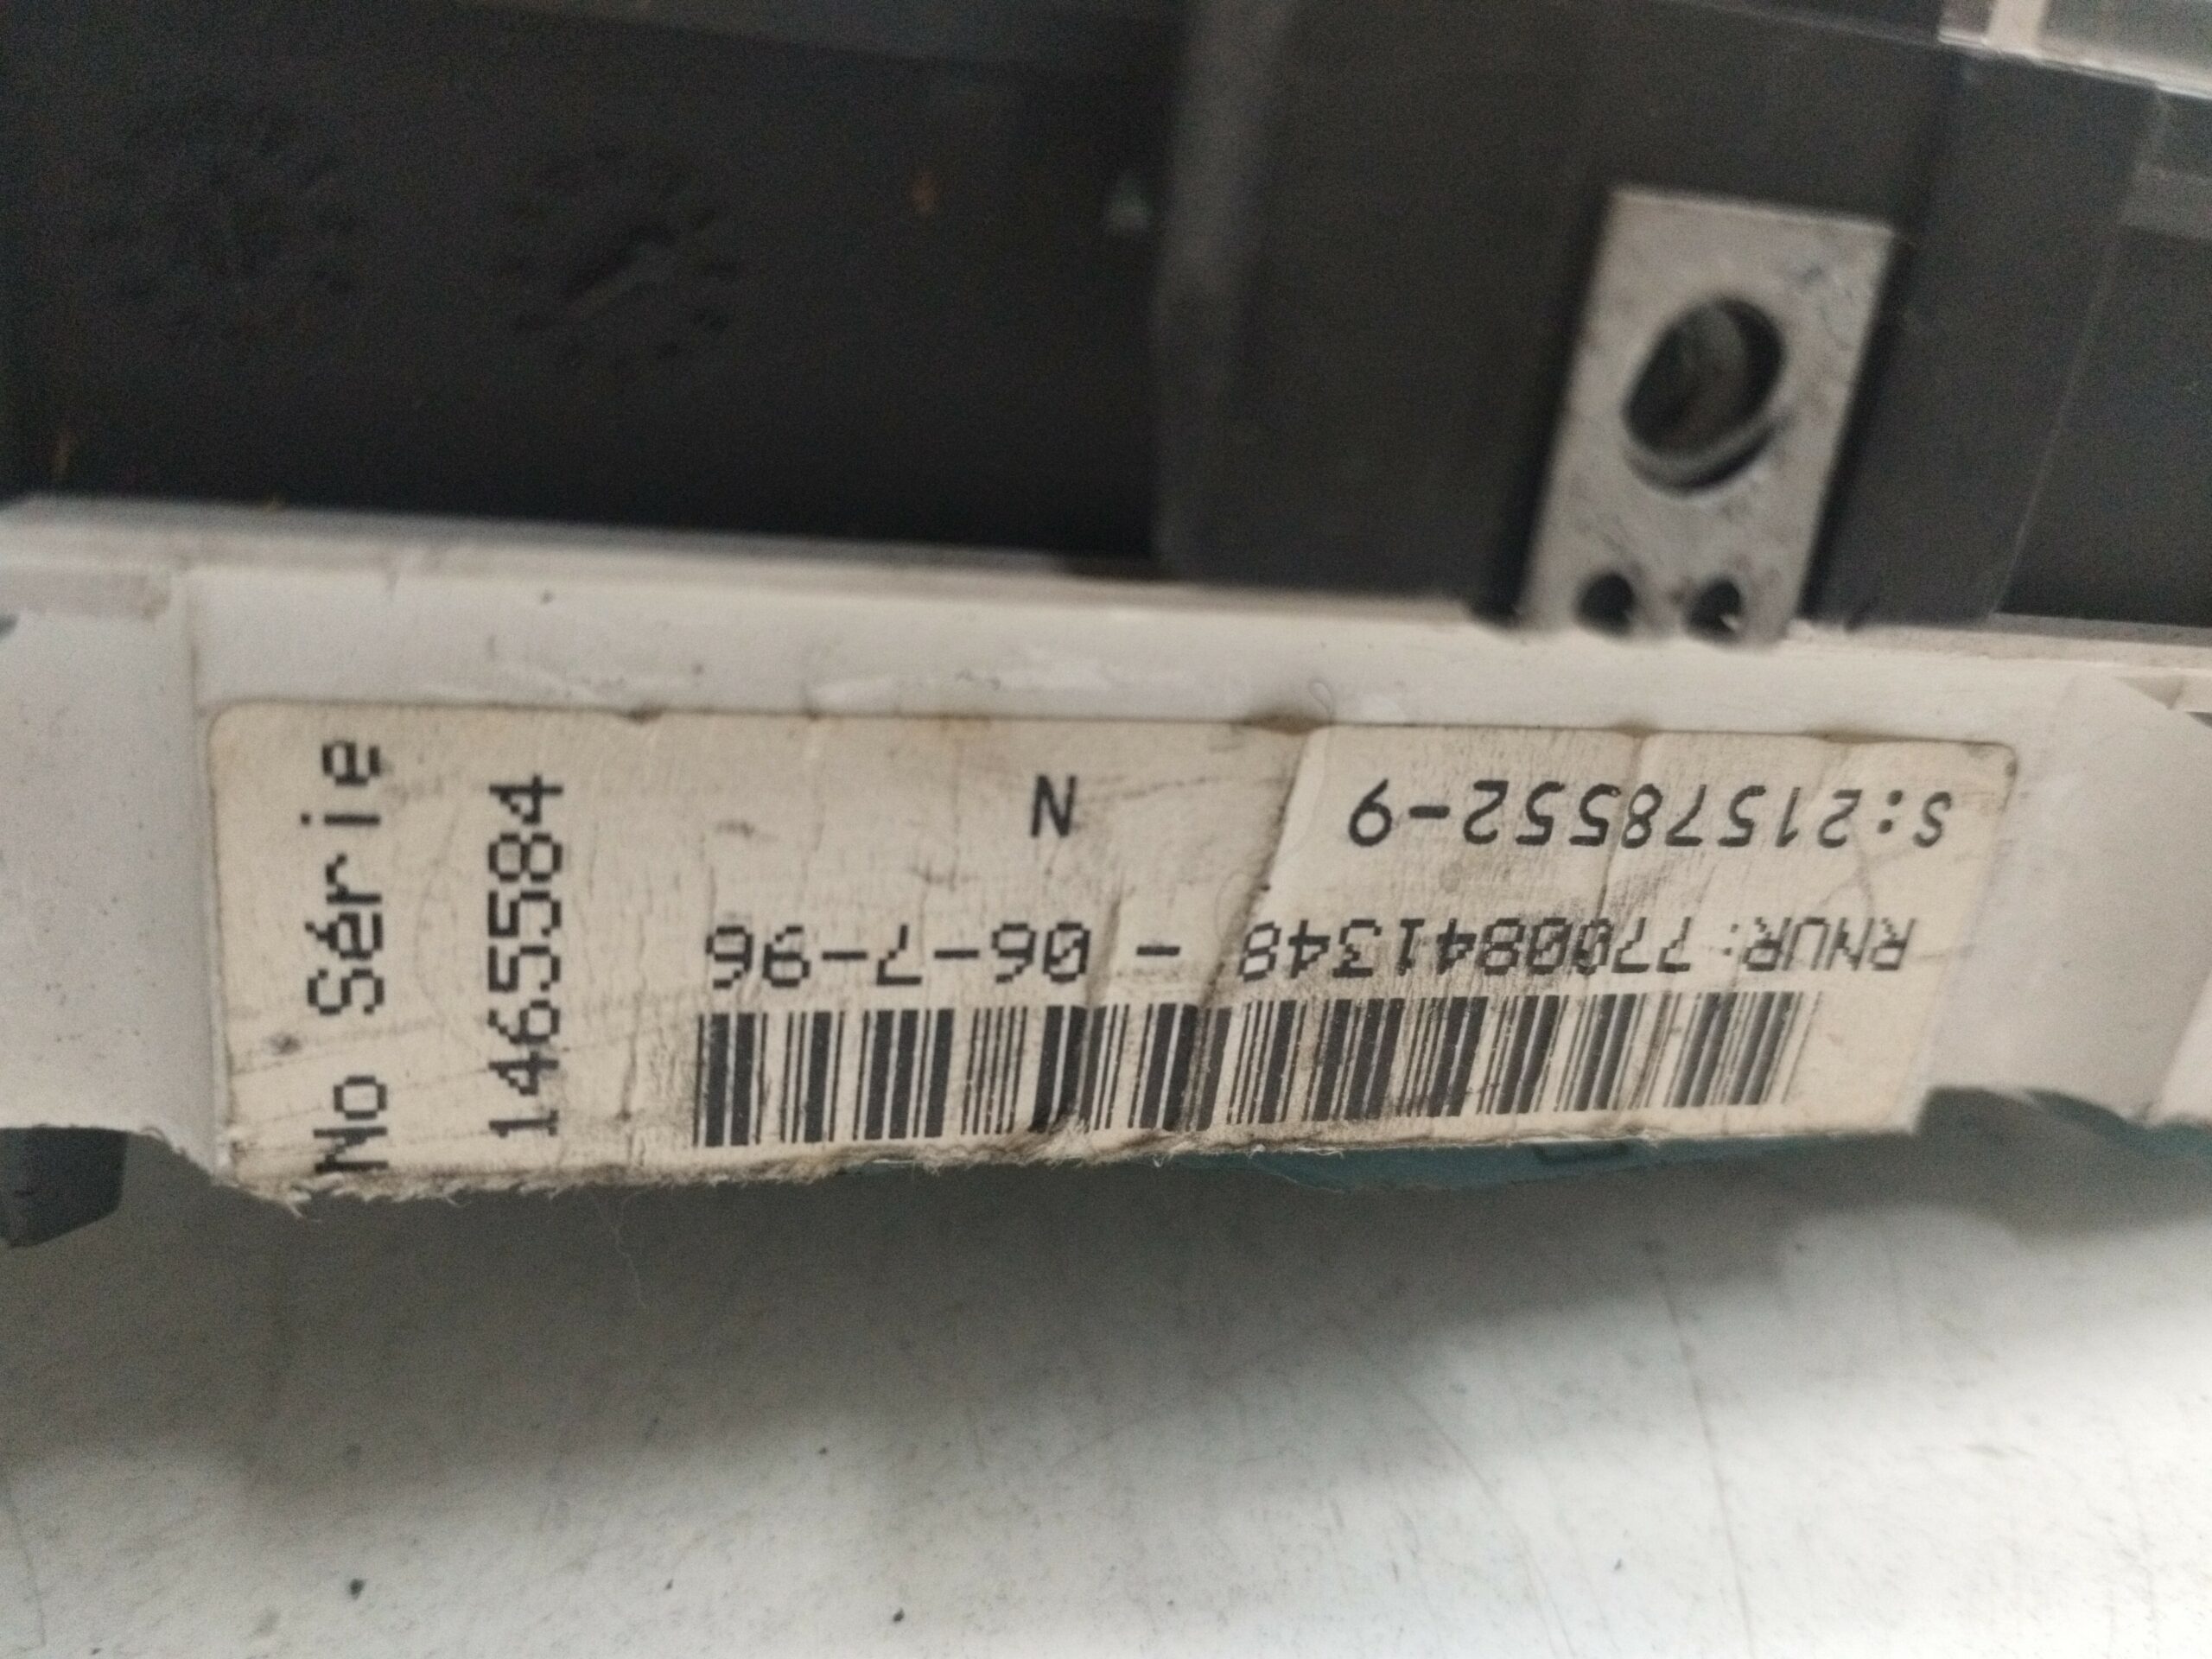 RNUR:7700841348 - 06-7-96
S:21578552-9 N
No Série
1465584